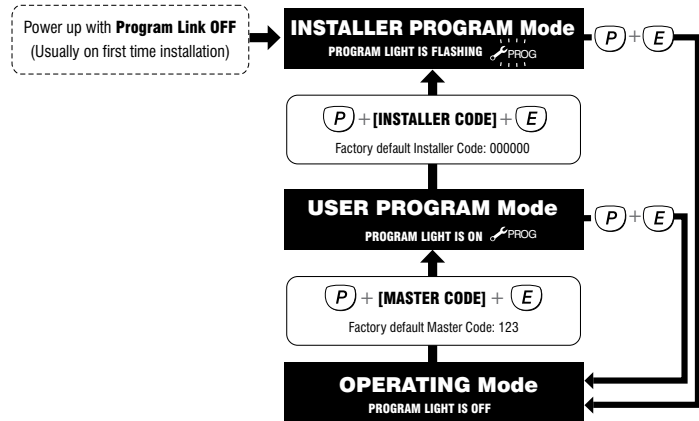 Power up with Program Link OFF
(Usually on first time installation)
INSTALLER PROGRAM Mode
PROGRAM LIGHT IS FLASHING PROG
P + E
P + [INSTALLER CODE] + E
Factory default Installer Code: 000000
USER PROGRAM Mode
PROGRAM LIGHT IS ON PROG
P + E
P + [MASTER CODE] + E
Factory default Master Code: 123
OPERATING Mode
PROGRAM LIGHT IS OFF